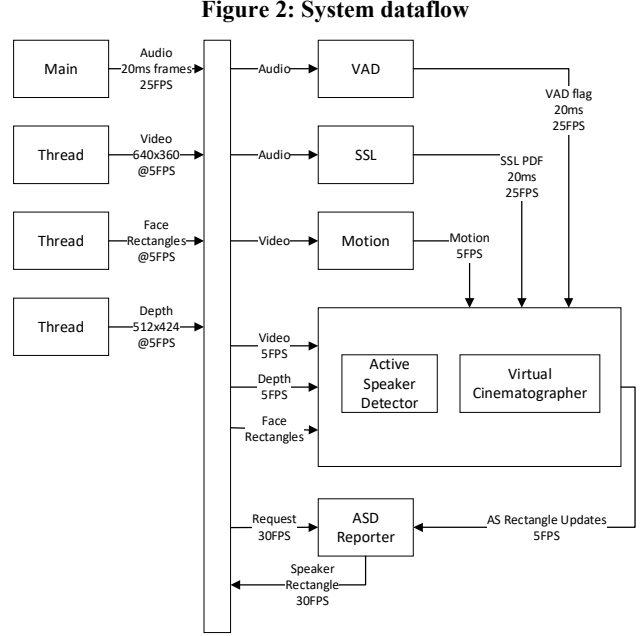 Figure 2: System dataflow
Main
Audio
20ms frames
25FPS
Audio
VAD
VAD flag
20ms
25FPS
Thread
Video
640x360
@5FPS
Audio
SSL
SSL PDF
20ms
25FPS
Thread
Face
Rectangles
@5FPS
Video
Motion
Motion
5FPS
Thread
Depth
512x424
@5FPS
Video
5FPS
Depth
5FPS
Face
Rectangles
Active
Speaker
Detector
Virtual
Cinematographer
Request
30FPS
ASD
Reporter
AS Rectangle Updates
5FPS
Speaker
Rectangle
30FPS